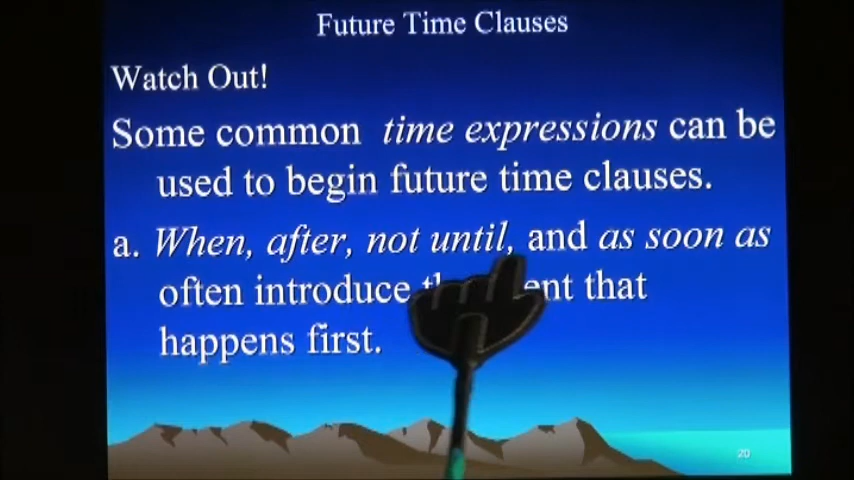 Future Time Clauses
Watch Out!
Some common time expressions can be
used to begin future time clauses.
a. When, after, not until, and as soon as
often introduce that
happens first.
20